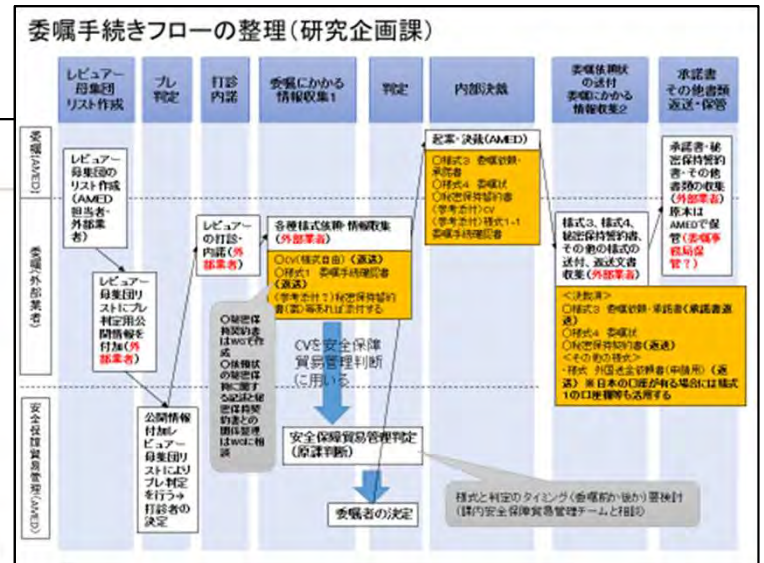 委嘱手続きフローの整理(研究企画課)
レビュアー
母集団
リスト作成
プレ
判定
打診
内諾
委嘱にかかる
情報収集1
判定
内部決裁
委嘱依頼状
の送付
委嘱にかかる
情報収集2
承諾書
その他書類
返送・保管
委嘱(AMED)
委嘱(外部業者)
安全保障貿易管理(AMED)
レビュアー
母集団の
リスト作成
(AMED
担当者・
外部業
者)
レビュアー
母集団リ
ストにプレ
判定用公
開情報を
付加(外
部業者)
公開情報
付加レ
ビュアー
母集団リ
ストにより
プレ判定
を行う→
打診者の
決定
レビュアー
の打診・
内諾(外
部業者)
各種様式依頼・情報収集
(外部業者)
○CV(様式自由)(返送)
○様式1 委嘱手続確認書
(返送)
(参考添付?)秘密保持誓約
書(案)等あれば添付する
○秘密保
持契約書
はWGで作
成
○依頼状
の秘密保
持に関す
る記述と秘
密保持契
約書との
関係整理
はWGに相
談
CVを安全保障
貿易管理判断
に用いる
安全保障貿易管理判定
(原課判断)
委嘱者の決定
起案・決裁(AMED)
○様式3 委嘱依頼・
承諾書
○様式4 委嘱状
○秘密保持誓約書
(参考添付)CV
(参考添付)様式1-1
委嘱手続確認書
様式3、様式4、
秘密保持誓約書、
その他の様式の
送付、返送文書
収集(外部業者)
<決裁済>
○様式3 委嘱依頼・承諾書(承諾書返
送)
○様式4 委嘱状
○秘密保持誓約書(返送)
<その他の様式>
・様式 外国送金依頼書(申請用)(返
送) ※日本の口座が有る場合には様式
1の口座欄等も活用する
承諾書・秘
密保持誓約
書・その他
書類の収集
(外部業者)
原本は
AMEDで保
管(委嘱事
務局保
管?)
様式と判定のタイミング(委嘱前か後か)要検討
(課内安全保障貿易管理チームと相談)